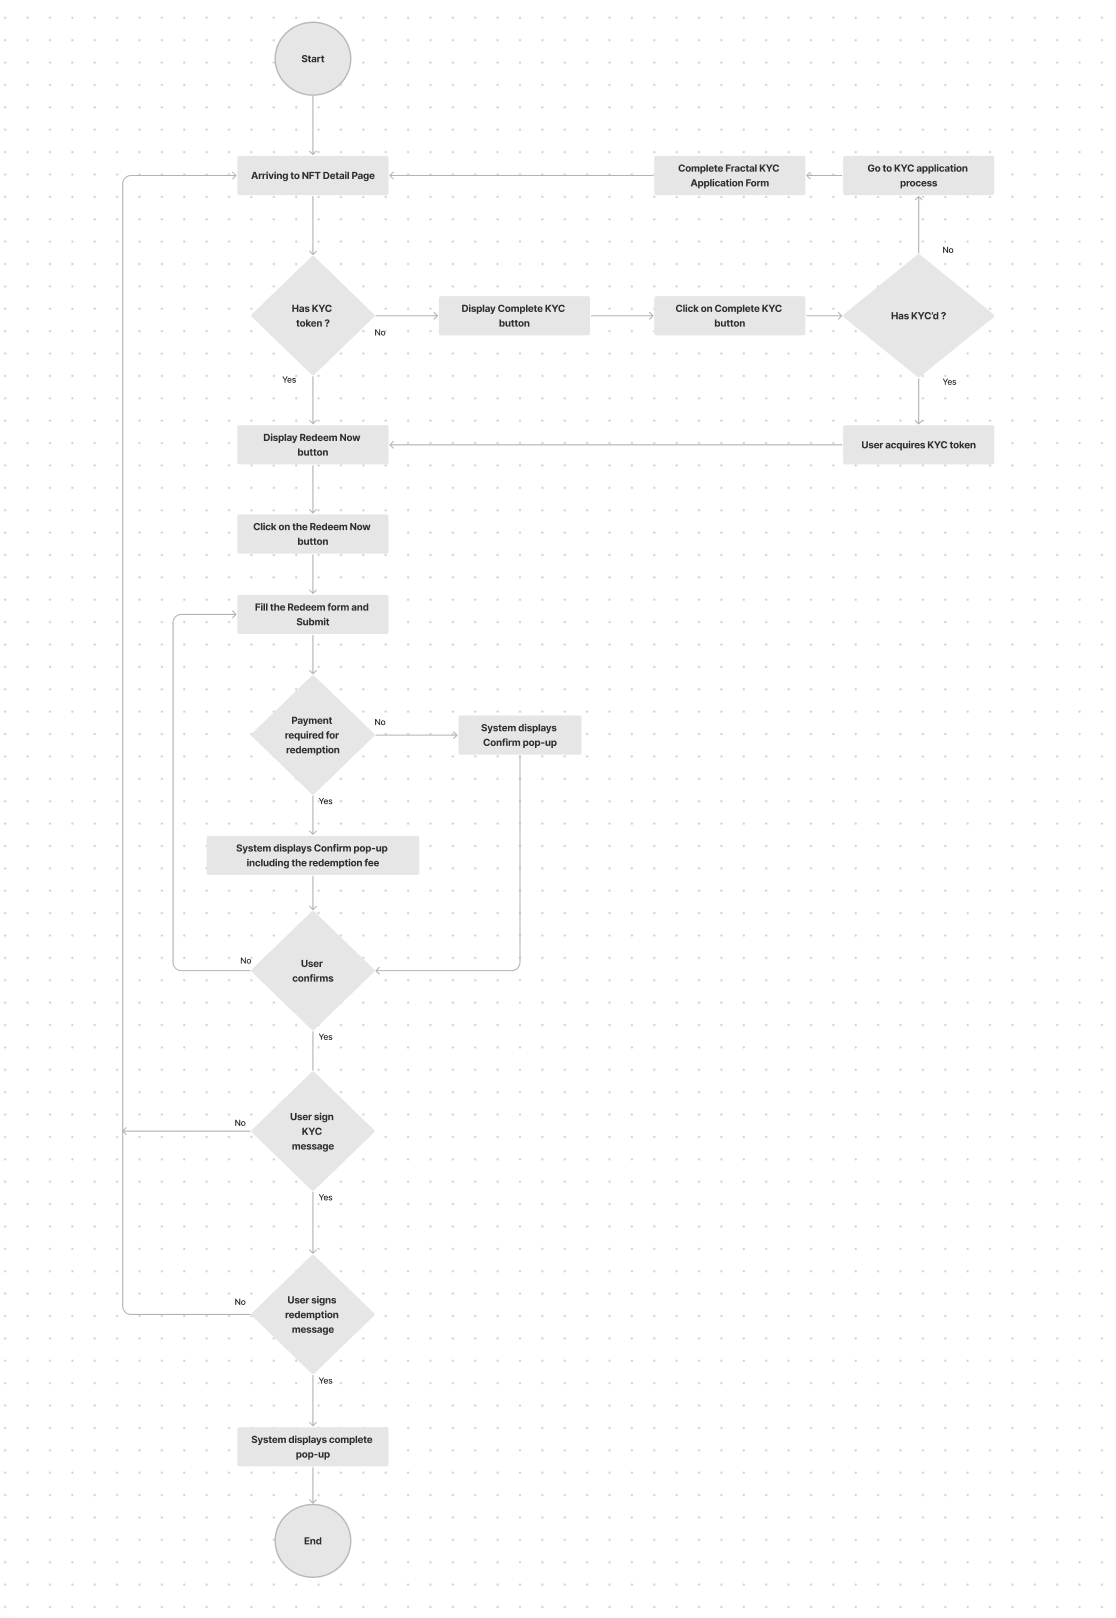 Start
Arriving to NFT Detail Page
Complete Fractal KYC
Application Form
Go to KYC application
process
No
Has KYC
token ?
No
Display Complete KYC
button
Click on Complete KYC
button
Has KYC'd ?
Yes
Yes
Display Redeem Now
button
User acquires KYC token
Click on the Redeem Now
button
Fill the Redeem form and
Submit
Payment
required for
redemption
No
System displays
Confirm pop-up
Yes
System displays Confirm pop-up
including the redemption fee
No
User
confirms
Yes
No
User sign
KYC
message
Yes
No
User signs
redemption
message
Yes
System displays complete
pop-up
End